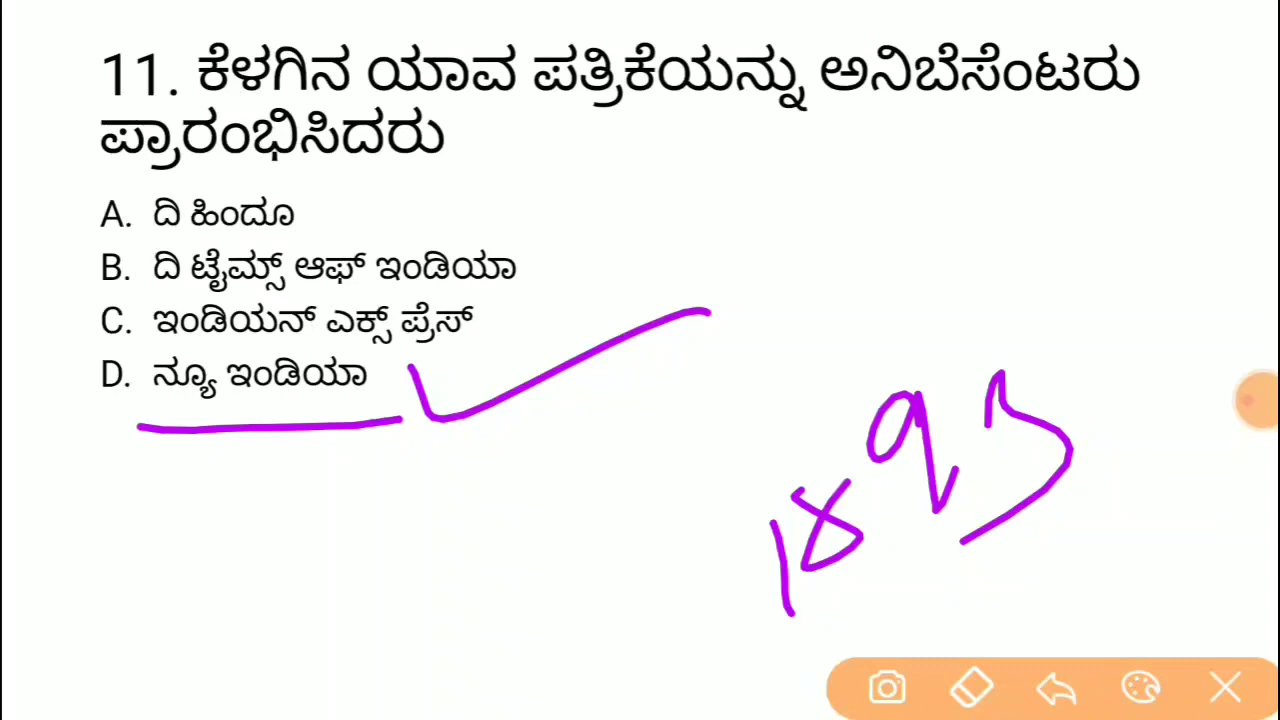 11. ಕೆಳಗಿನ ಯಾವ ಪತ್ರಿಕೆಯನ್ನು ಅನಿಬೆಸೆಂಟರು
ಪ್ರಾರಂಭಿಸಿದರು
A. ದಿ ಹಿಂದೂ
B. ದಿ ಟೈಮ್ಸ್ ಆಫ್ ಇಂಡಿಯಾ
C. ಇಂಡಿಯನ್ ಎಕ್ಸ್ ಪ್ರೆಸ್
D. ನ್ಯೂ ಇಂಡಿಯಾ
1893